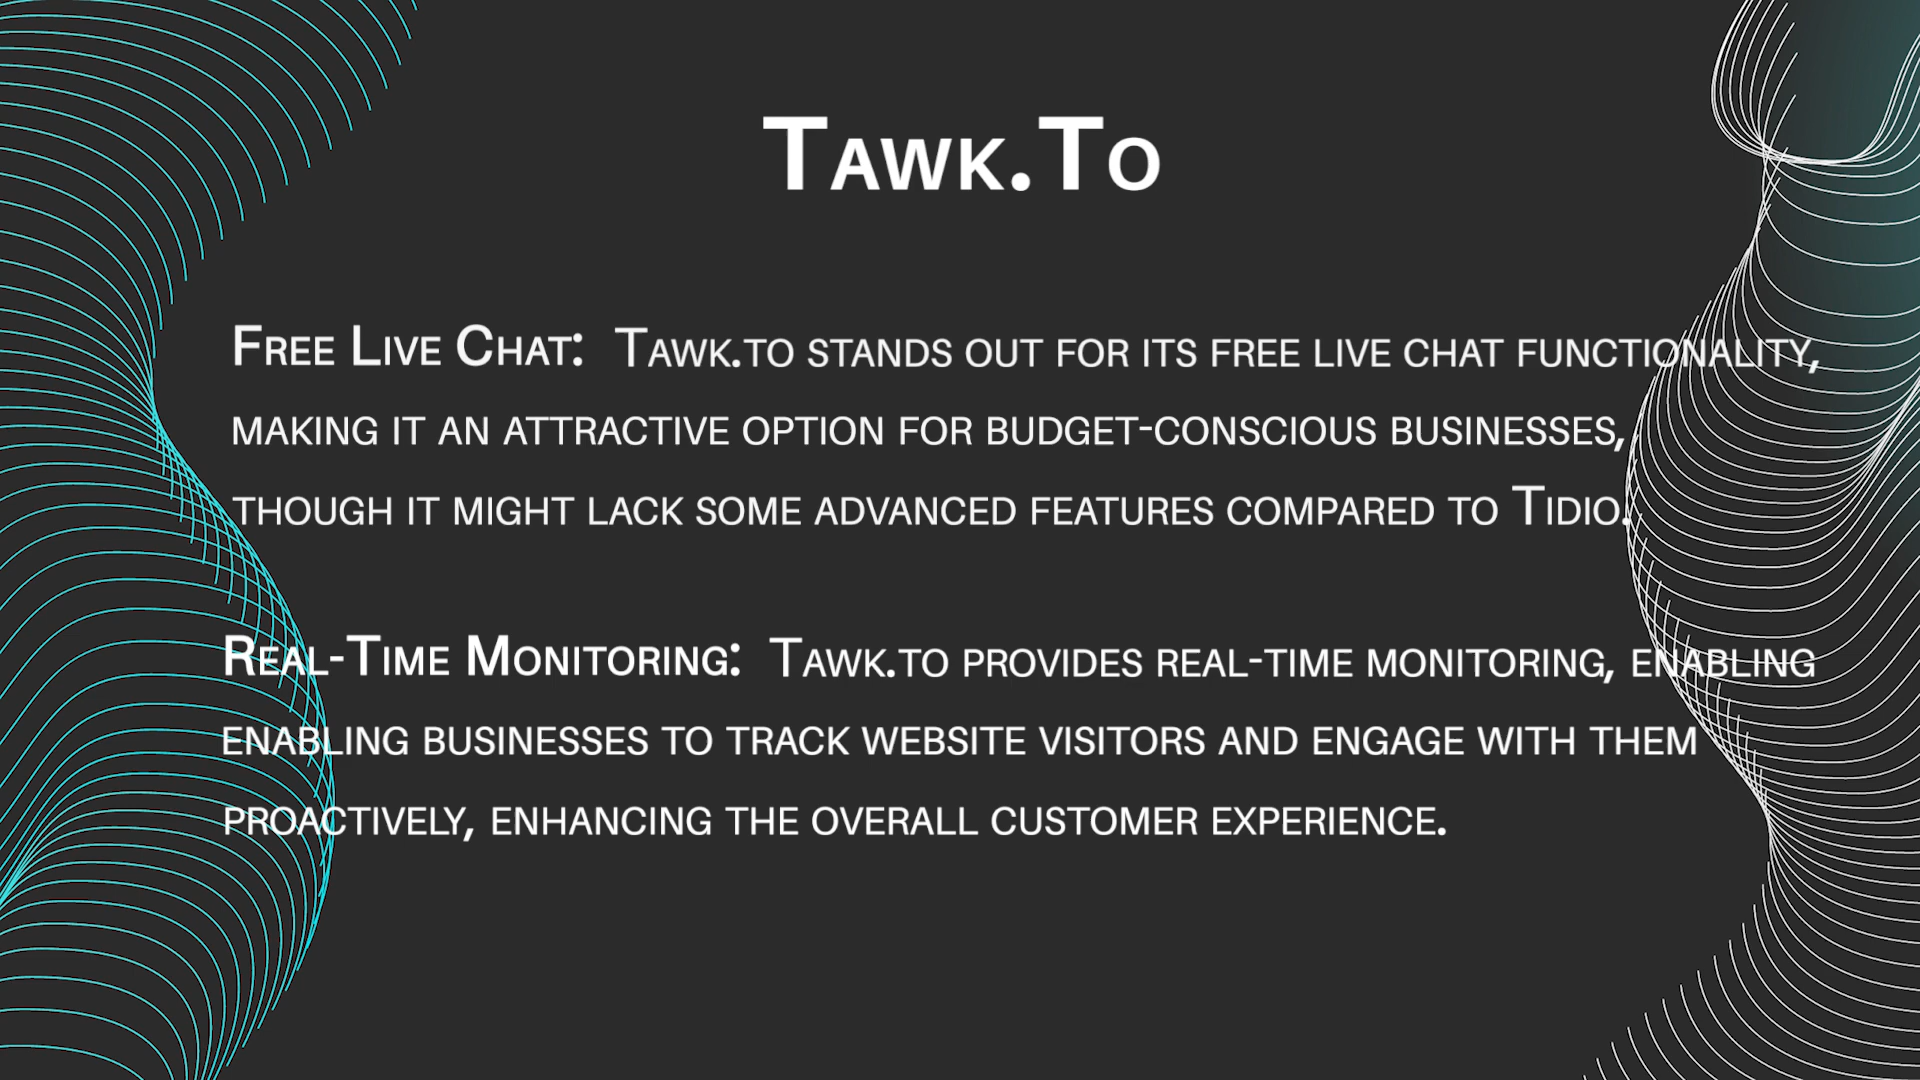 Tawk.To
Free Live Chat: Tawk.to stands out for its free live chat functionality,
making it an attractive option for budget-conscious businesses,
though it might lack some advanced features compared to Tidio.
Real-Time Monitoring: Tawk.to provides real-time monitoring, enabling
enabling businesses to track website visitors and engage with them
proactively, enhancing the overall customer experience.